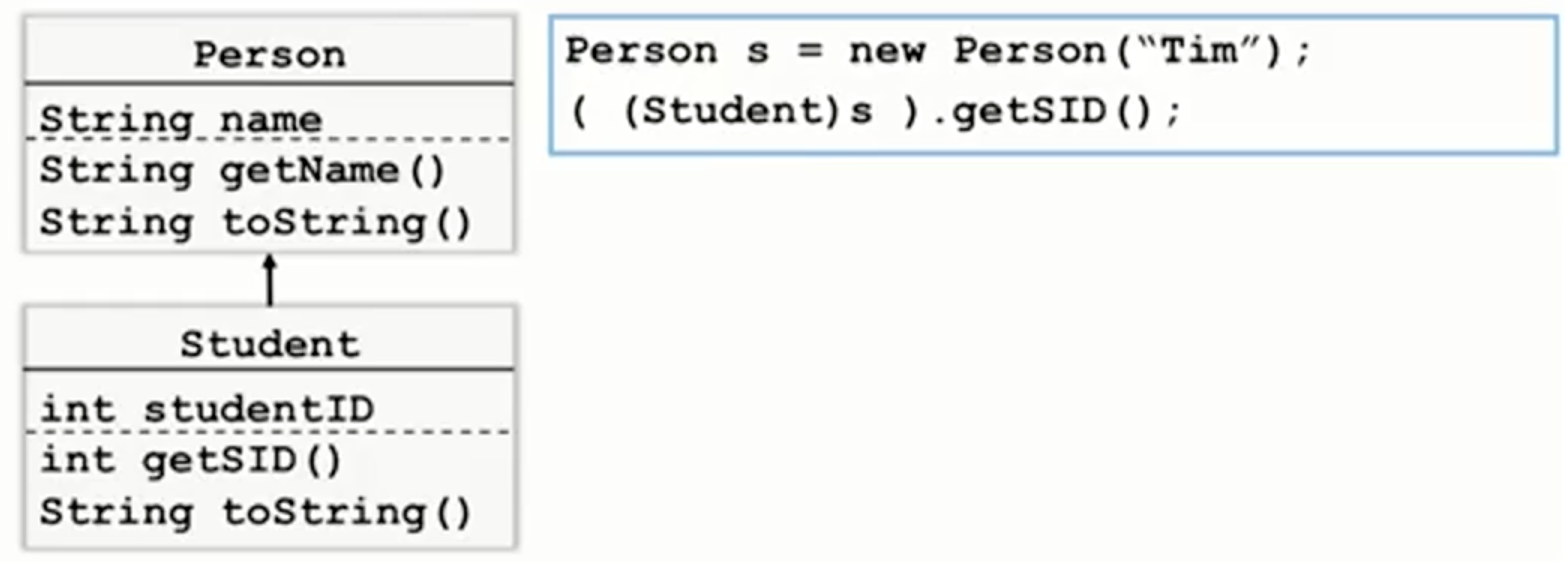 Person
String name
String getName()
String toString()
Student
int studentID
int getSID()
String toString()
Person s = new Person(“Tim”);
( (Student)s ).getSID();